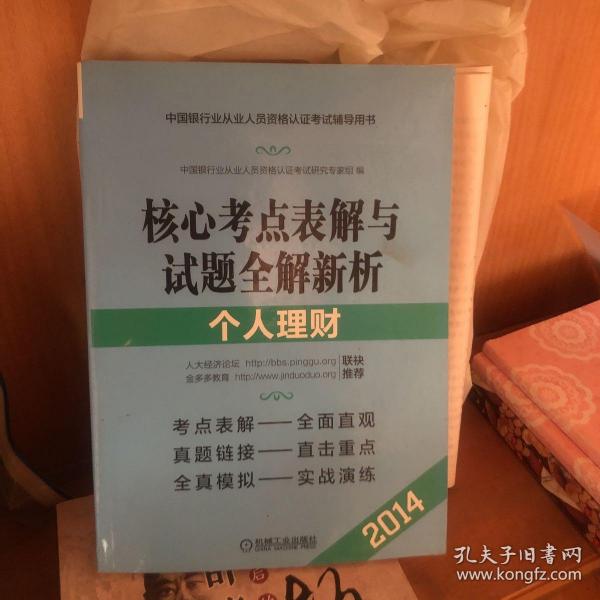 中国银行业从业人员资格认证考试辅导用书
中国银行业从业人员资格认证考试研究专家组 编
核心考点表解与
试题全解新析
个人理财
人大经济论坛 http://bbs.pinggu.org 联袂
金多多教育 http://www.jinduoduo.org 推荐
考点表解——全面直观
真题链接——直击重点
全真模拟——实战演练
2014
机械工业出版社
CHINA MACHINE PRESS
孔夫子旧书网
www.kongfz.com